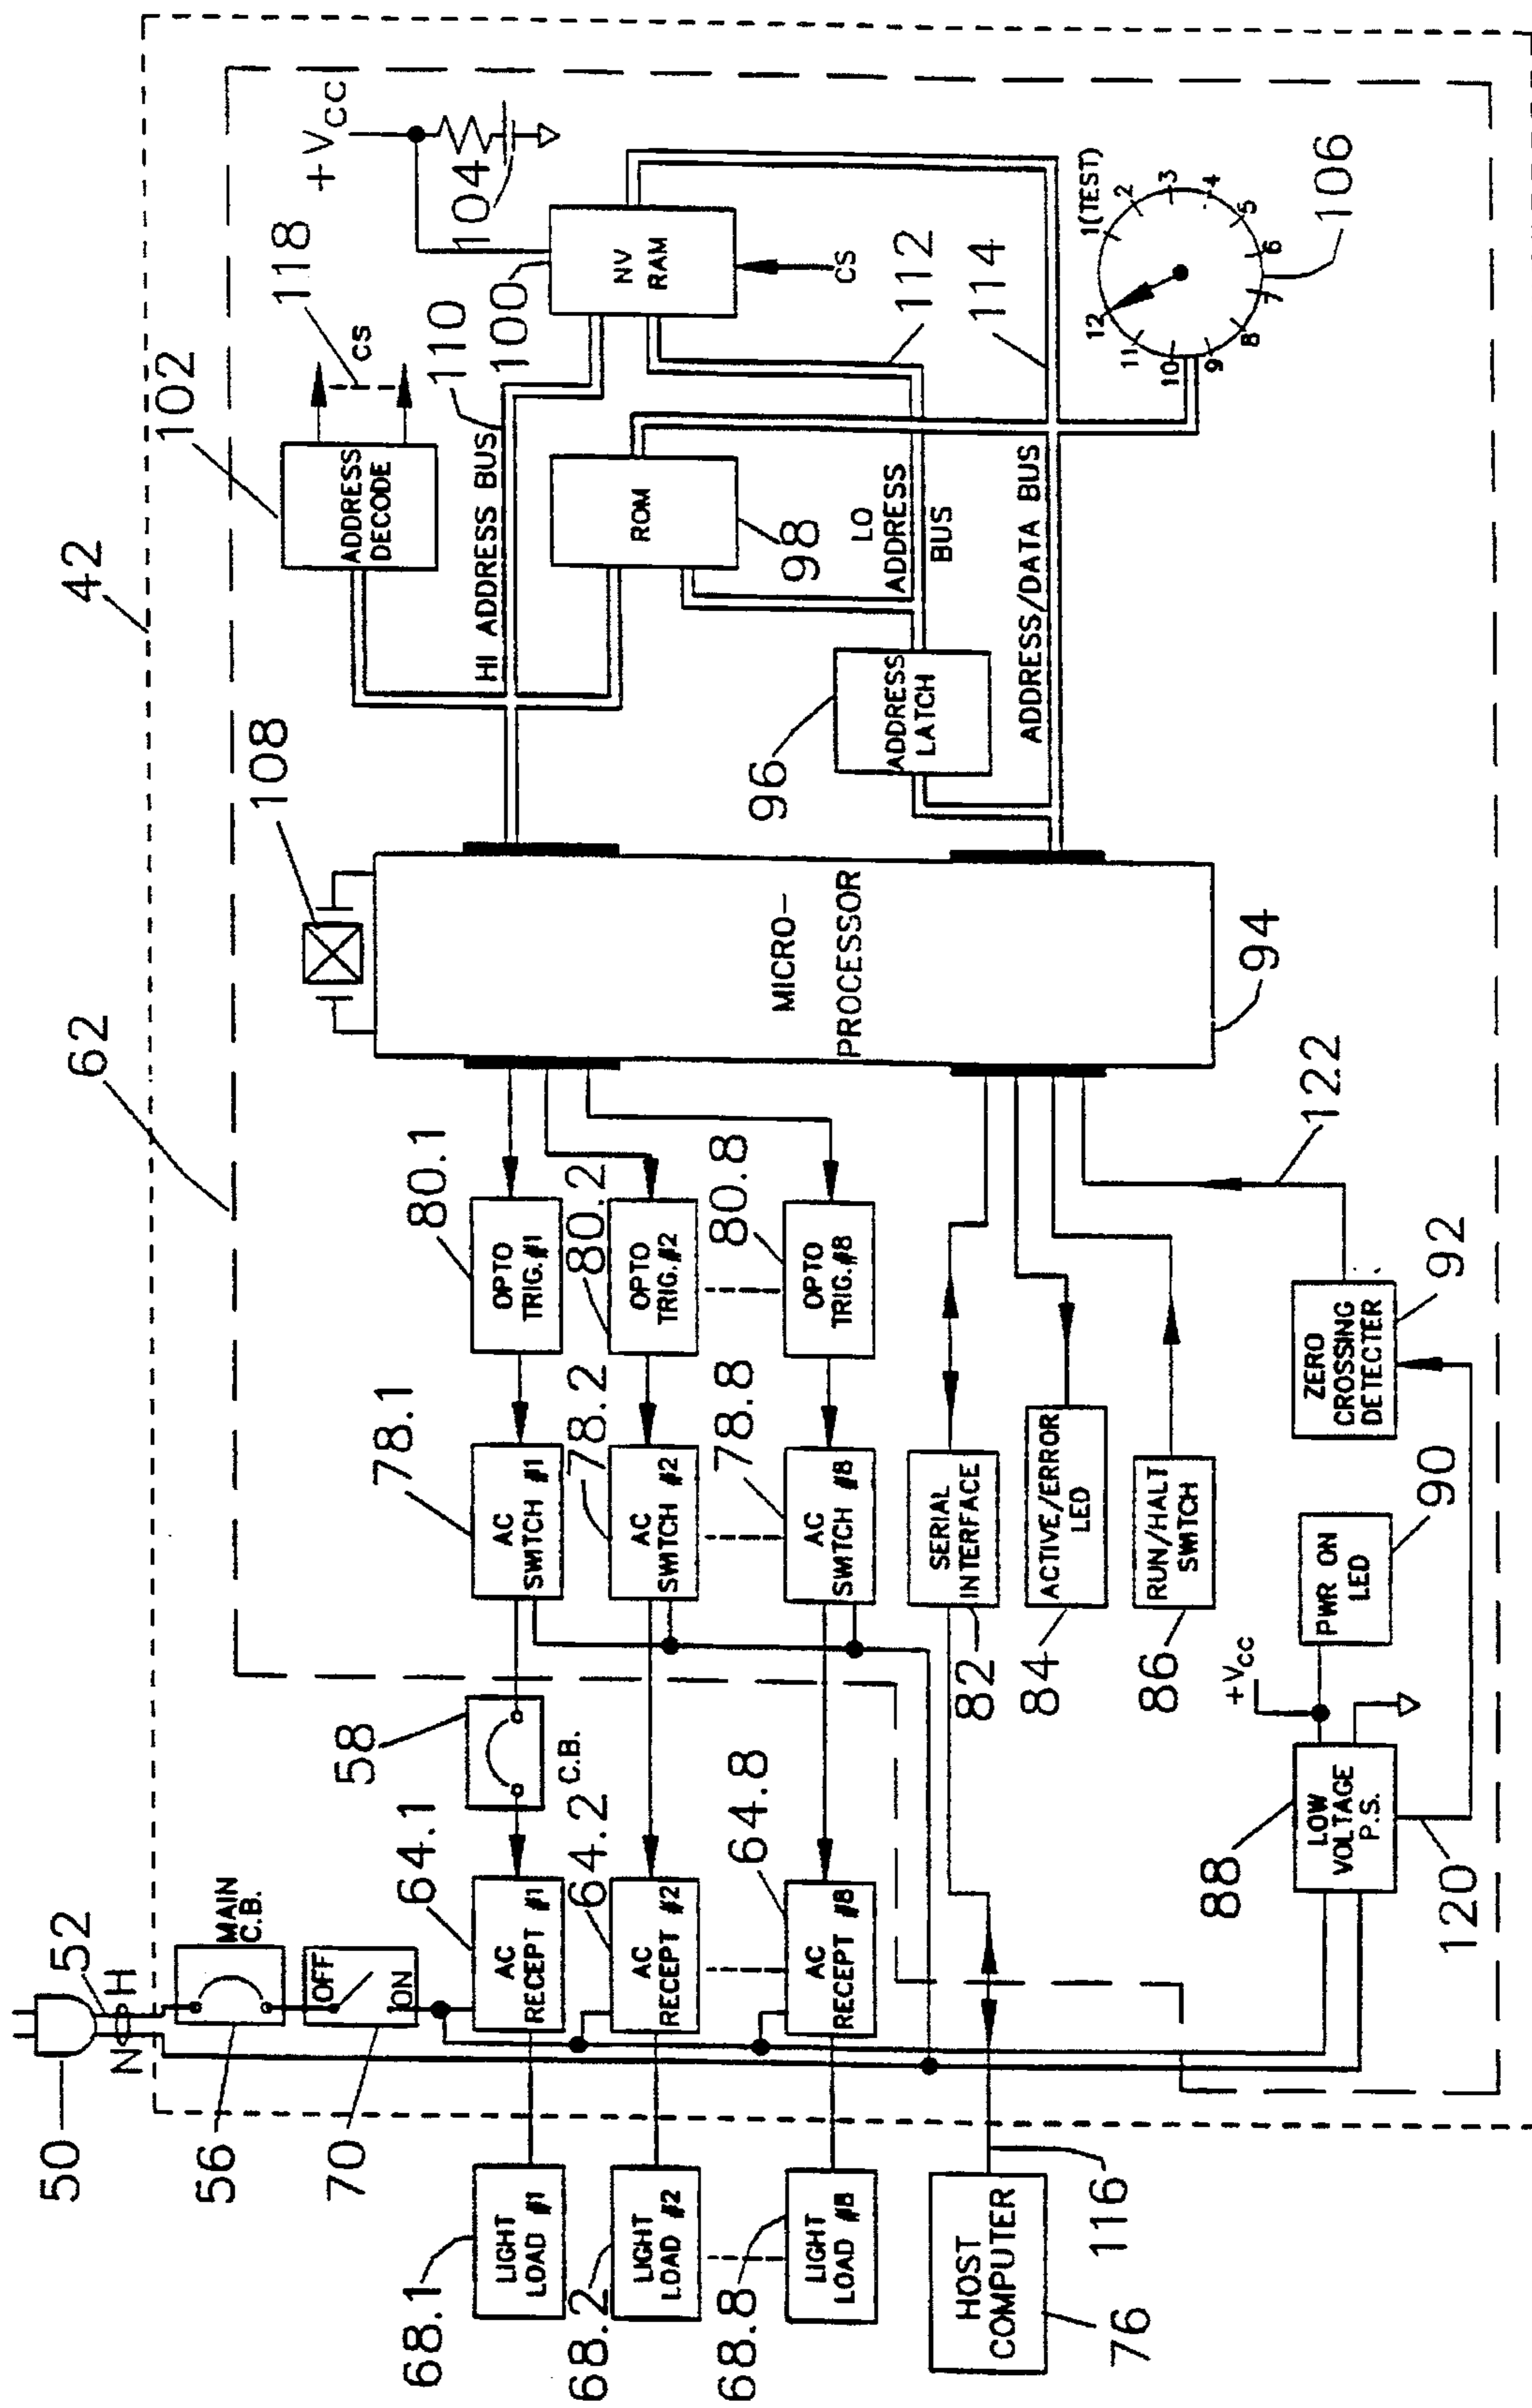 50
52
N
H
MAIN
C.B.
56
OFF
ON
70
42
62
68.1
LIGHT
LOAD #1
64.1
AC
RECEPT #1
58
C.B.
78.1
AC
SWITCH #1
80.1
OPTO
TRIG.#1
68.2
LIGHT
LOAD #2
64.2
AC
RECEPT #2
78.2
AC
SWITCH #2
80.2
OPTO
TRIG.#2
68.8
LIGHT
LOAD #8
64.8
AC
RECEPT #8
78.8
AC
SWITCH #8
80.8
OPTO
TRIG.#8
HOST
COMPUTER
76
116
SERIAL
INTERFACE
82
ACTIVE/ERROR
LED
84
RUN/HALT
SWITCH
86
88
LOW
VOLTAGE
P.S.
+VCC
PWR ON
LED
90
120
ZERO
CROSSING
DETECTER
92
122
108
MICRO-
PROCESSOR
94
102
ADDRESS
DECODE
118
CS
+VCC
104
HI ADDRESS BUS
110
100
NV
RAM
CS
ROM
98
LO
ADDRESS
BUS
112
96
ADDRESS
LATCH
ADDRESS/DATA BUS
114
1(TEST)
2
3
4
5
6
7
8
9
10
11
12
106